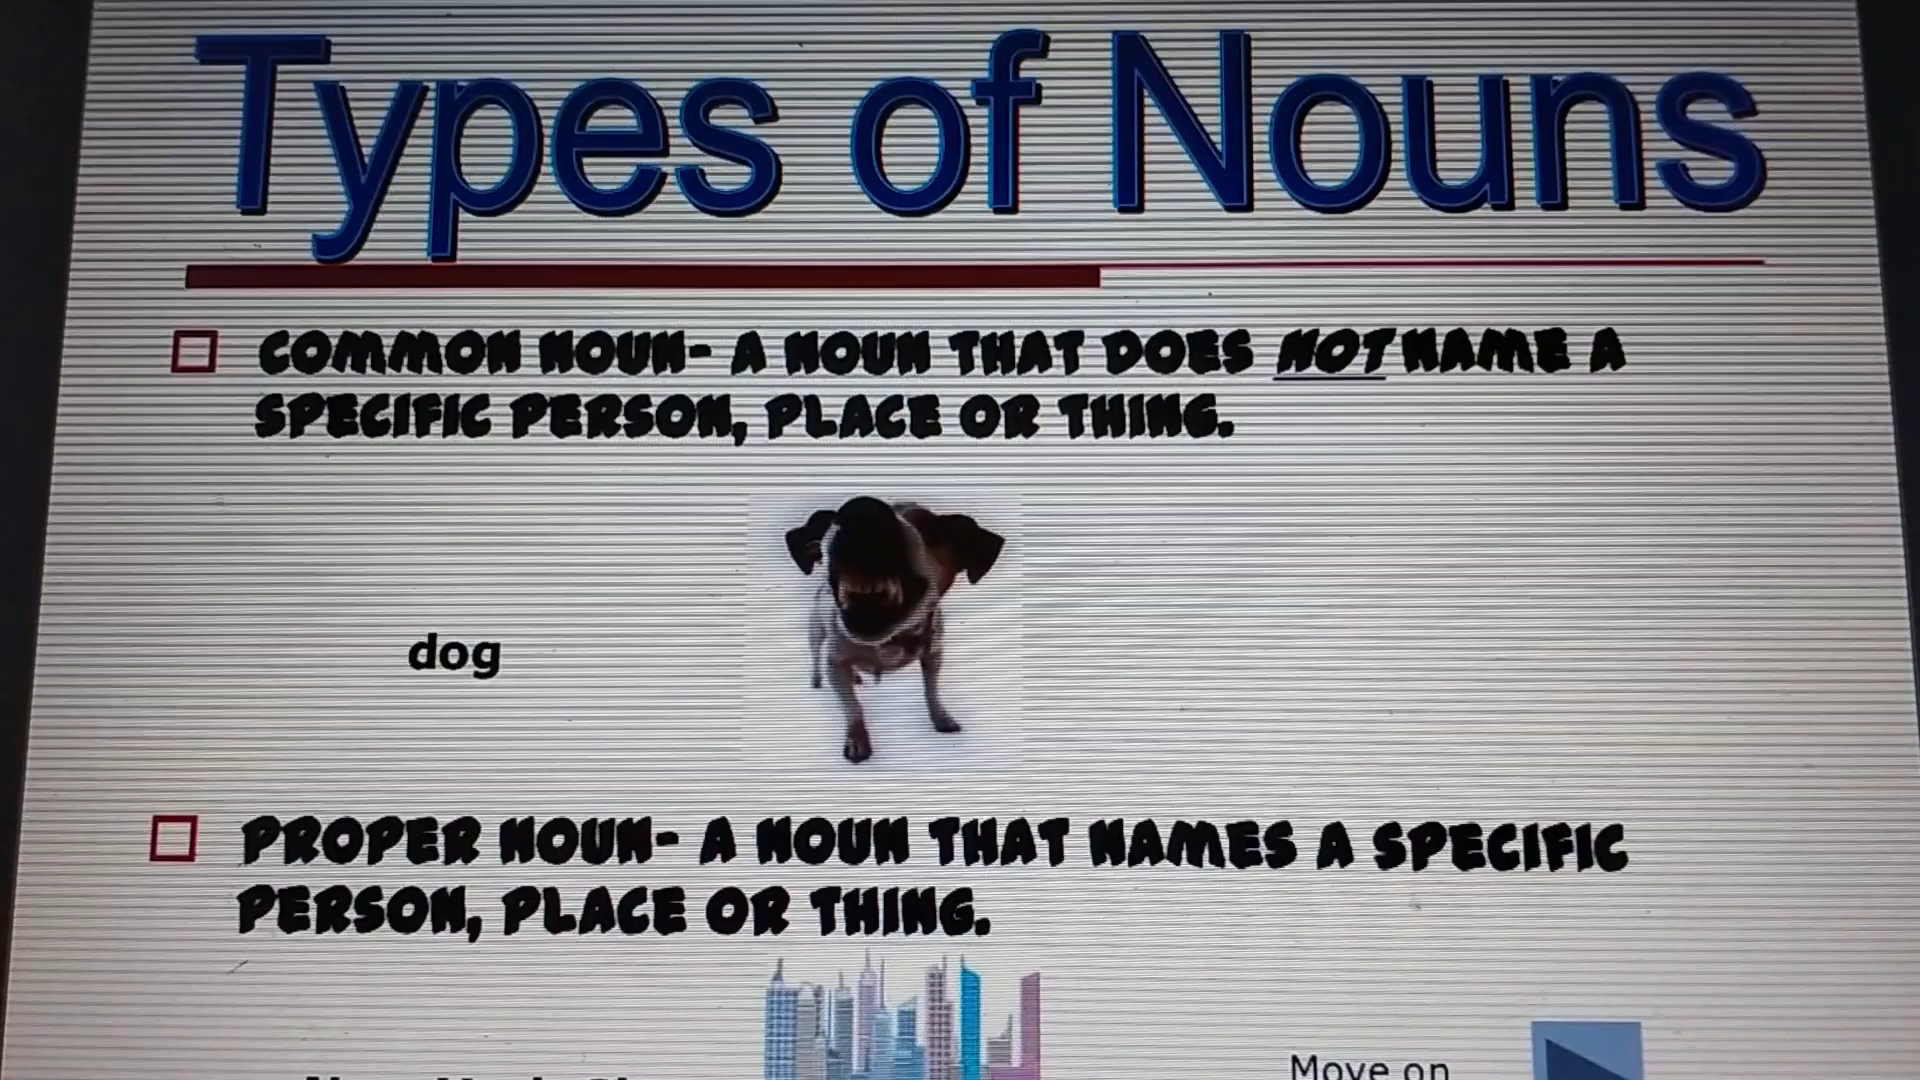 Types of Nouns
COMMON NOUN- A NOUN THAT DOES NOT NAME A
SPECIFIC PERSON, PLACE OR THING.
dog
PROPER NOUN- A NOUN THAT NAMES A SPECIFIC
PERSON, PLACE OR THING.
Move on